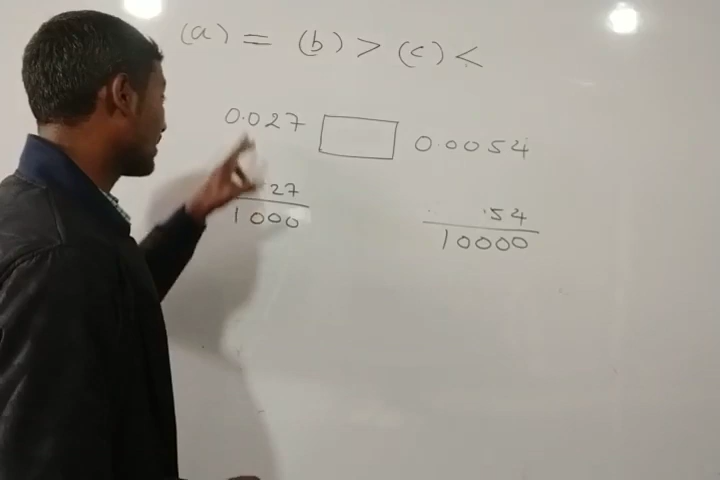 (a) = (b) > (c) <
0.027 0.0054
27 .54
1000 10000